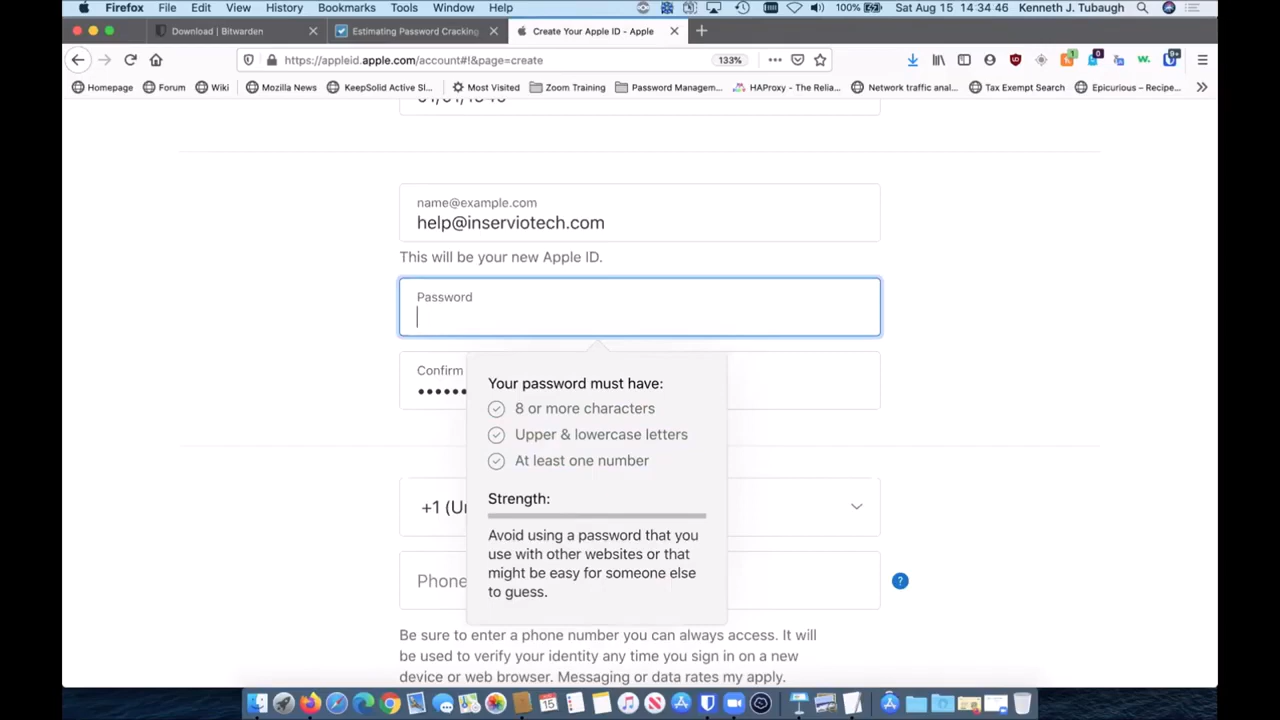 Firefox File Edit View History Bookmarks Tools Window Help 100% Sat Aug 15 14:34:46 Kenneth J. Tubaugh
Download | Bitwarden Estimating Password Cracking Create Your Apple ID - Apple
https://appleid.apple.com/account#!&page=create 133%
Homepage Forum Wiki Mozilla News KeepSolid Active Sl... Most Visited Zoom Training Password Managem... HAProxy - The Relia... Network traffic anal... Tax Exempt Search Epicurious – Recipe...
name@example.com
help@inserviotech.com
This will be your new Apple ID.
Password
Confirm
Your password must have:
8 or more characters
Upper & lowercase letters
At least one number
+1 (Un
Strength:
Avoid using a password that you
use with other websites or that
might be easy for someone else
to guess.
Phone
?
Be sure to enter a phone number you can always access. It will
be used to verify your identity any time you sign in on a new
device or web browser. Messaging or data rates may apply.